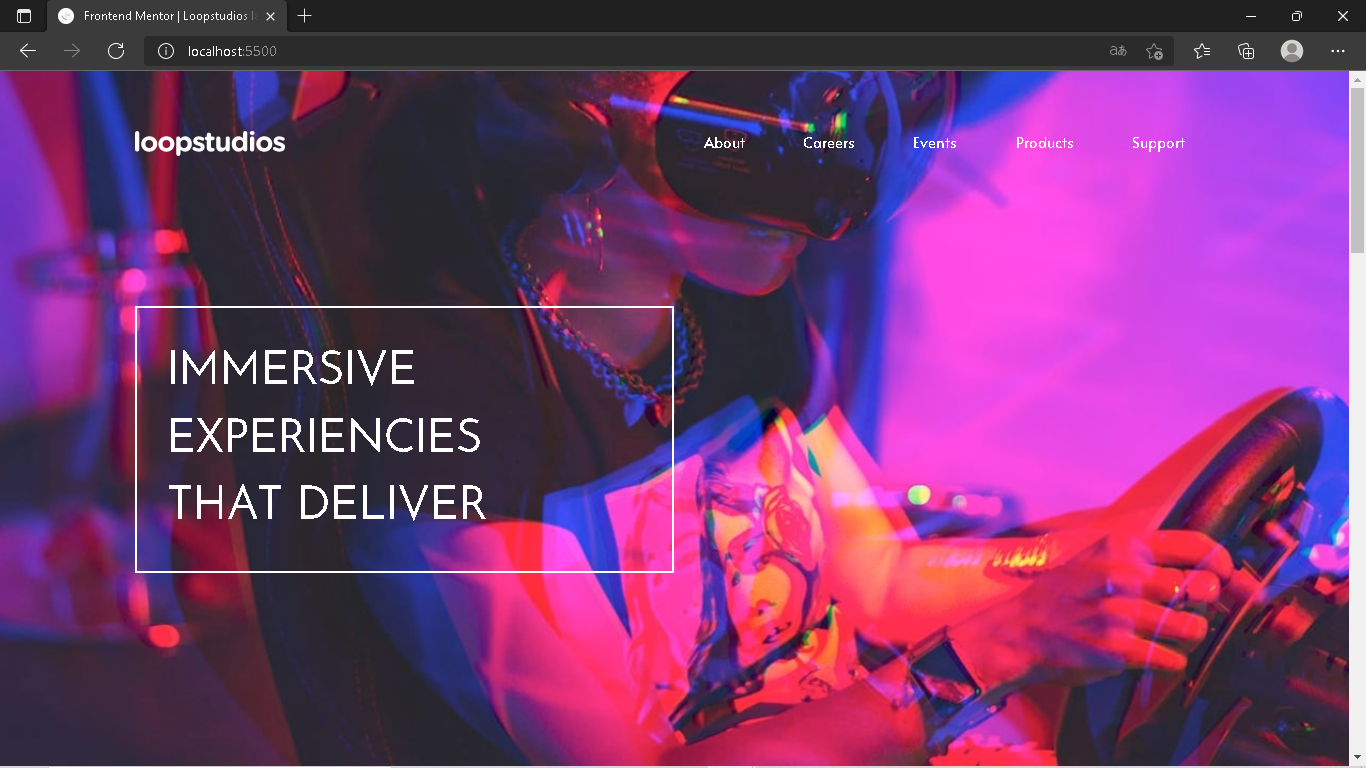 Frontend Mentor | Loopstudios l
localhost:5500
loopstudios
About Careers Events Products Support
IMMERSIVE
EXPERIENCIES
THAT DELIVER